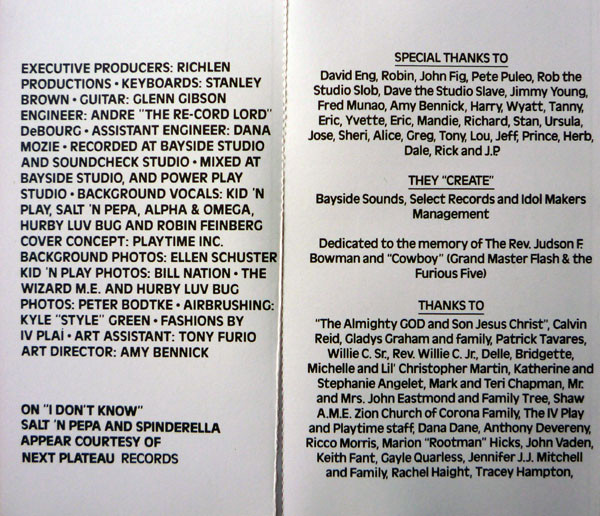 EXECUTIVE PRODUCERS: RICHLEN
PRODUCTIONS • KEYBOARDS: STANLEY
BROWN • GUITAR: GLENN GIBSON
ENGINEER: ANDRE "THE RE-CORD LORD"
DeBOURG • ASSISTANT ENGINEER: DANA
MOZIE • RECORDED AT BAYSIDE STUDIO
AND SOUNDCHECK STUDIO • MIXED AT
BAYSIDE STUDIO, AND POWER PLAY
STUDIO • BACKGROUND VOCALS: KID 'N
PLAY, SALT 'N PEPA, ALPHA & OMEGA,
HURBY LUV BUG AND ROBIN FEINBERG
COVER CONCEPT: PLAYTIME INC.
BACKGROUND PHOTOS: ELLEN SCHUSTER
KID 'N PLAY PHOTOS: BILL NATION • THE
WIZARD M.E. AND HURBY LUV BUG
PHOTOS: PETER BODTKE • AIRBRUSHING:
KYLE "STYLE" GREEN • FASHIONS BY
IV PLAI • ART ASSISTANT: TONY FURIO
ART DIRECTOR: AMY BENNICK
ON "I DON'T KNOW"
SALT 'N PEPA AND SPINDERELLA
APPEAR COURTESY OF
NEXT PLATEAU RECORDS
SPECIAL THANKS TO
David Eng, Robin, John Fig, Pete Puleo, Rob the
Studio Slob, Dave the Studio Slave, Jimmy Young,
Fred Munao, Amy Bennick, Harry, Wyatt, Tanny,
Eric, Yvette, Eric, Mandie, Richard, Stan, Ursula,
Jose, Sheri, Alice, Greg, Tony, Lou, Jeff, Prince, Herb,
Dale, Rick and J.P.
THEY "CREATE"
Bayside Sounds, Select Records and Idol Makers
Management
Dedicated to the memory of The Rev. Judson F.
Bowman and "Cowboy" (Grand Master Flash & the
Furious Five)
THANKS TO
"The Almighty GOD and Son Jesus Christ", Calvin
Reid, Gladys Graham and family, Patrick Tavares,
Willie C. Sr., Rev. Willie C. Jr., Delle, Bridgette,
Michelle and Lil' Christopher Martin, Katherine and
Stephanie Angelet, Mark and Teri Chapman, Mr.
and Mrs. John Eastmond and Family Tree, Shaw
A.M.E. Zion Church of Corona Family, The IV Play
and Playtime staff, Dana Dane, Anthony Devereny,
Ricco Morris, Marion "Rootman" Hicks, John Vaden,
Keith Fant, Gayle Quarless, Jennifer J.J. Mitchell
and Family, Rachel Haight, Tracey Hampton,